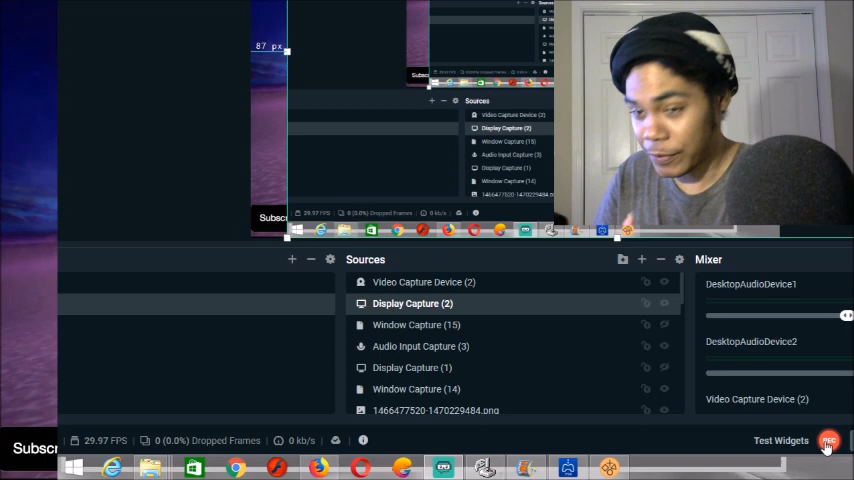 87 px
Sources
Sources
Video Capture Device (2)
Display Capture (2)
Window Capture (15)
Audio Input Capture (3)
Display Capture (1)
Window Capture (14)
1466477520-1470229484.pn
29.97 FPS 0 (0.0%) Dropped Frames 0 kb/s
Subsc
Subsc
Sources
Mixer
Video Capture Device (2)
Display Capture (2)
Window Capture (15)
Audio Input Capture (3)
Display Capture (1)
Window Capture (14)
1466477520-1470229484.png
DesktopAudioDevice1
DesktopAudioDevice2
Video Capture Device (2)
29.97 FPS 0 (0.0%) Dropped Frames 0 kb/s
Test Widgets REC
Subscr